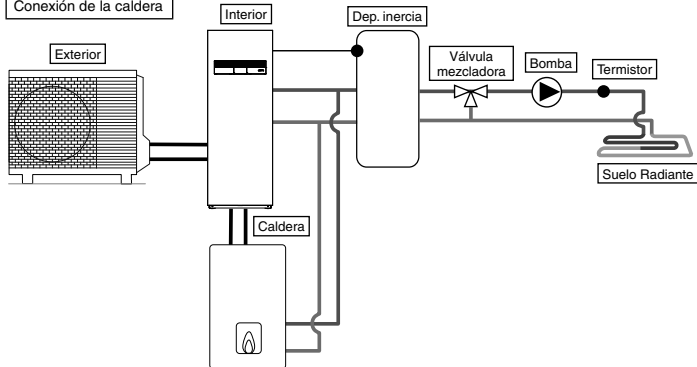 Conexión de la caldera
Interior
Dep. inercia
Exterior
Válvula
mezcladora
Bomba
Termistor
Suelo Radiante
Caldera